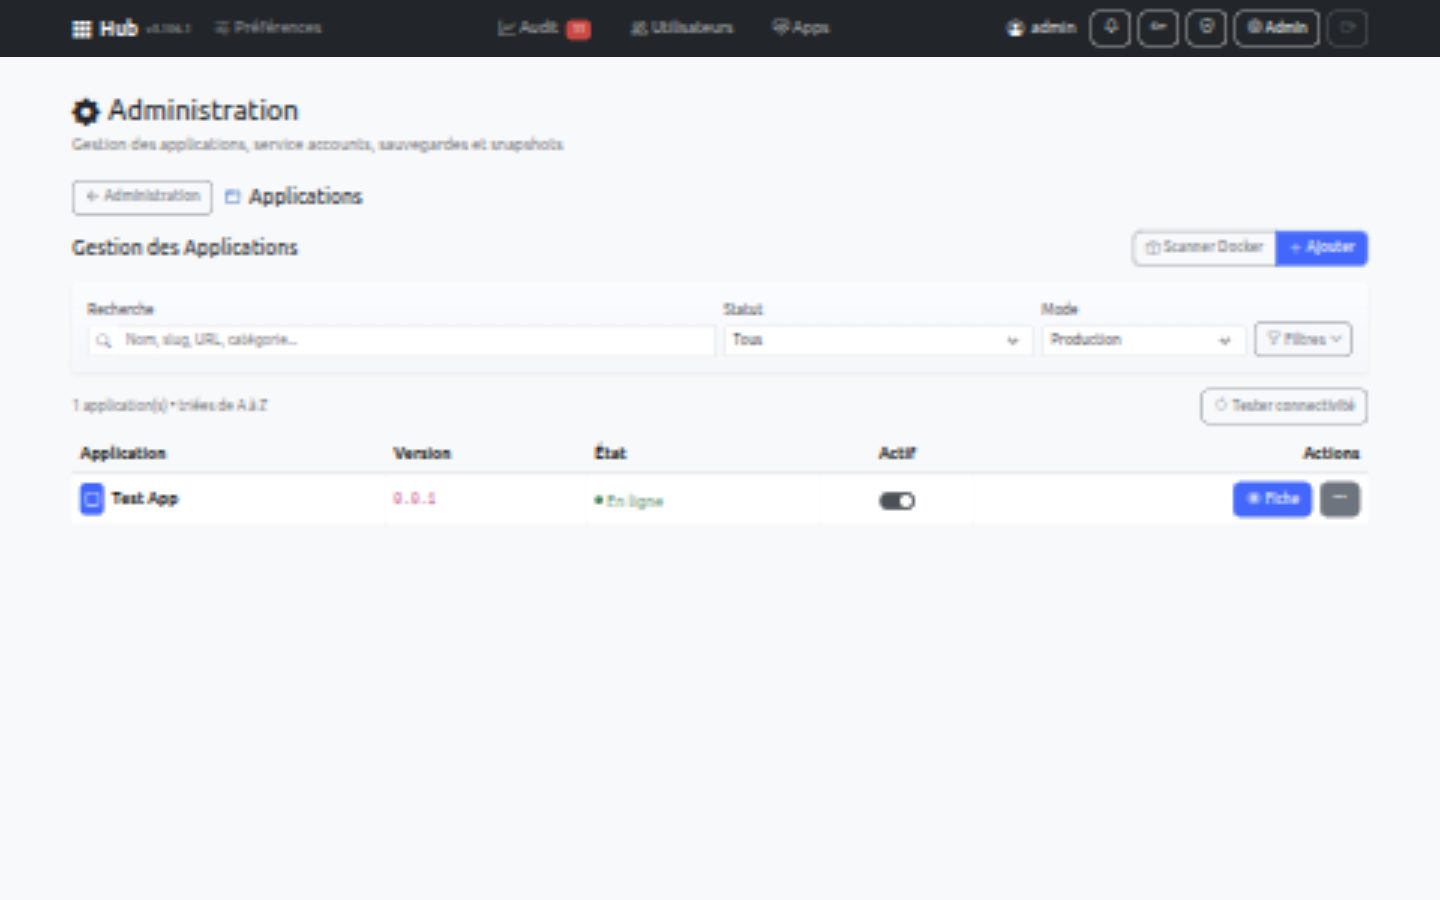 Hub Préférences Audit Utilisateurs Apps admin Admin
Administration
Gestion des applications, service accounts, sauvegardes et snapshots
← Administration Applications
Gestion des Applications Scanner Docker + Ajouter
Recherche Statut Mode
Nom, slug, URL, catégorie... Tous Production Filtres
1 application(s) • triées de A à Z Tester connectivité
Application Version État Actif Actions
Test App 0.0.1 En ligne Fiche ...